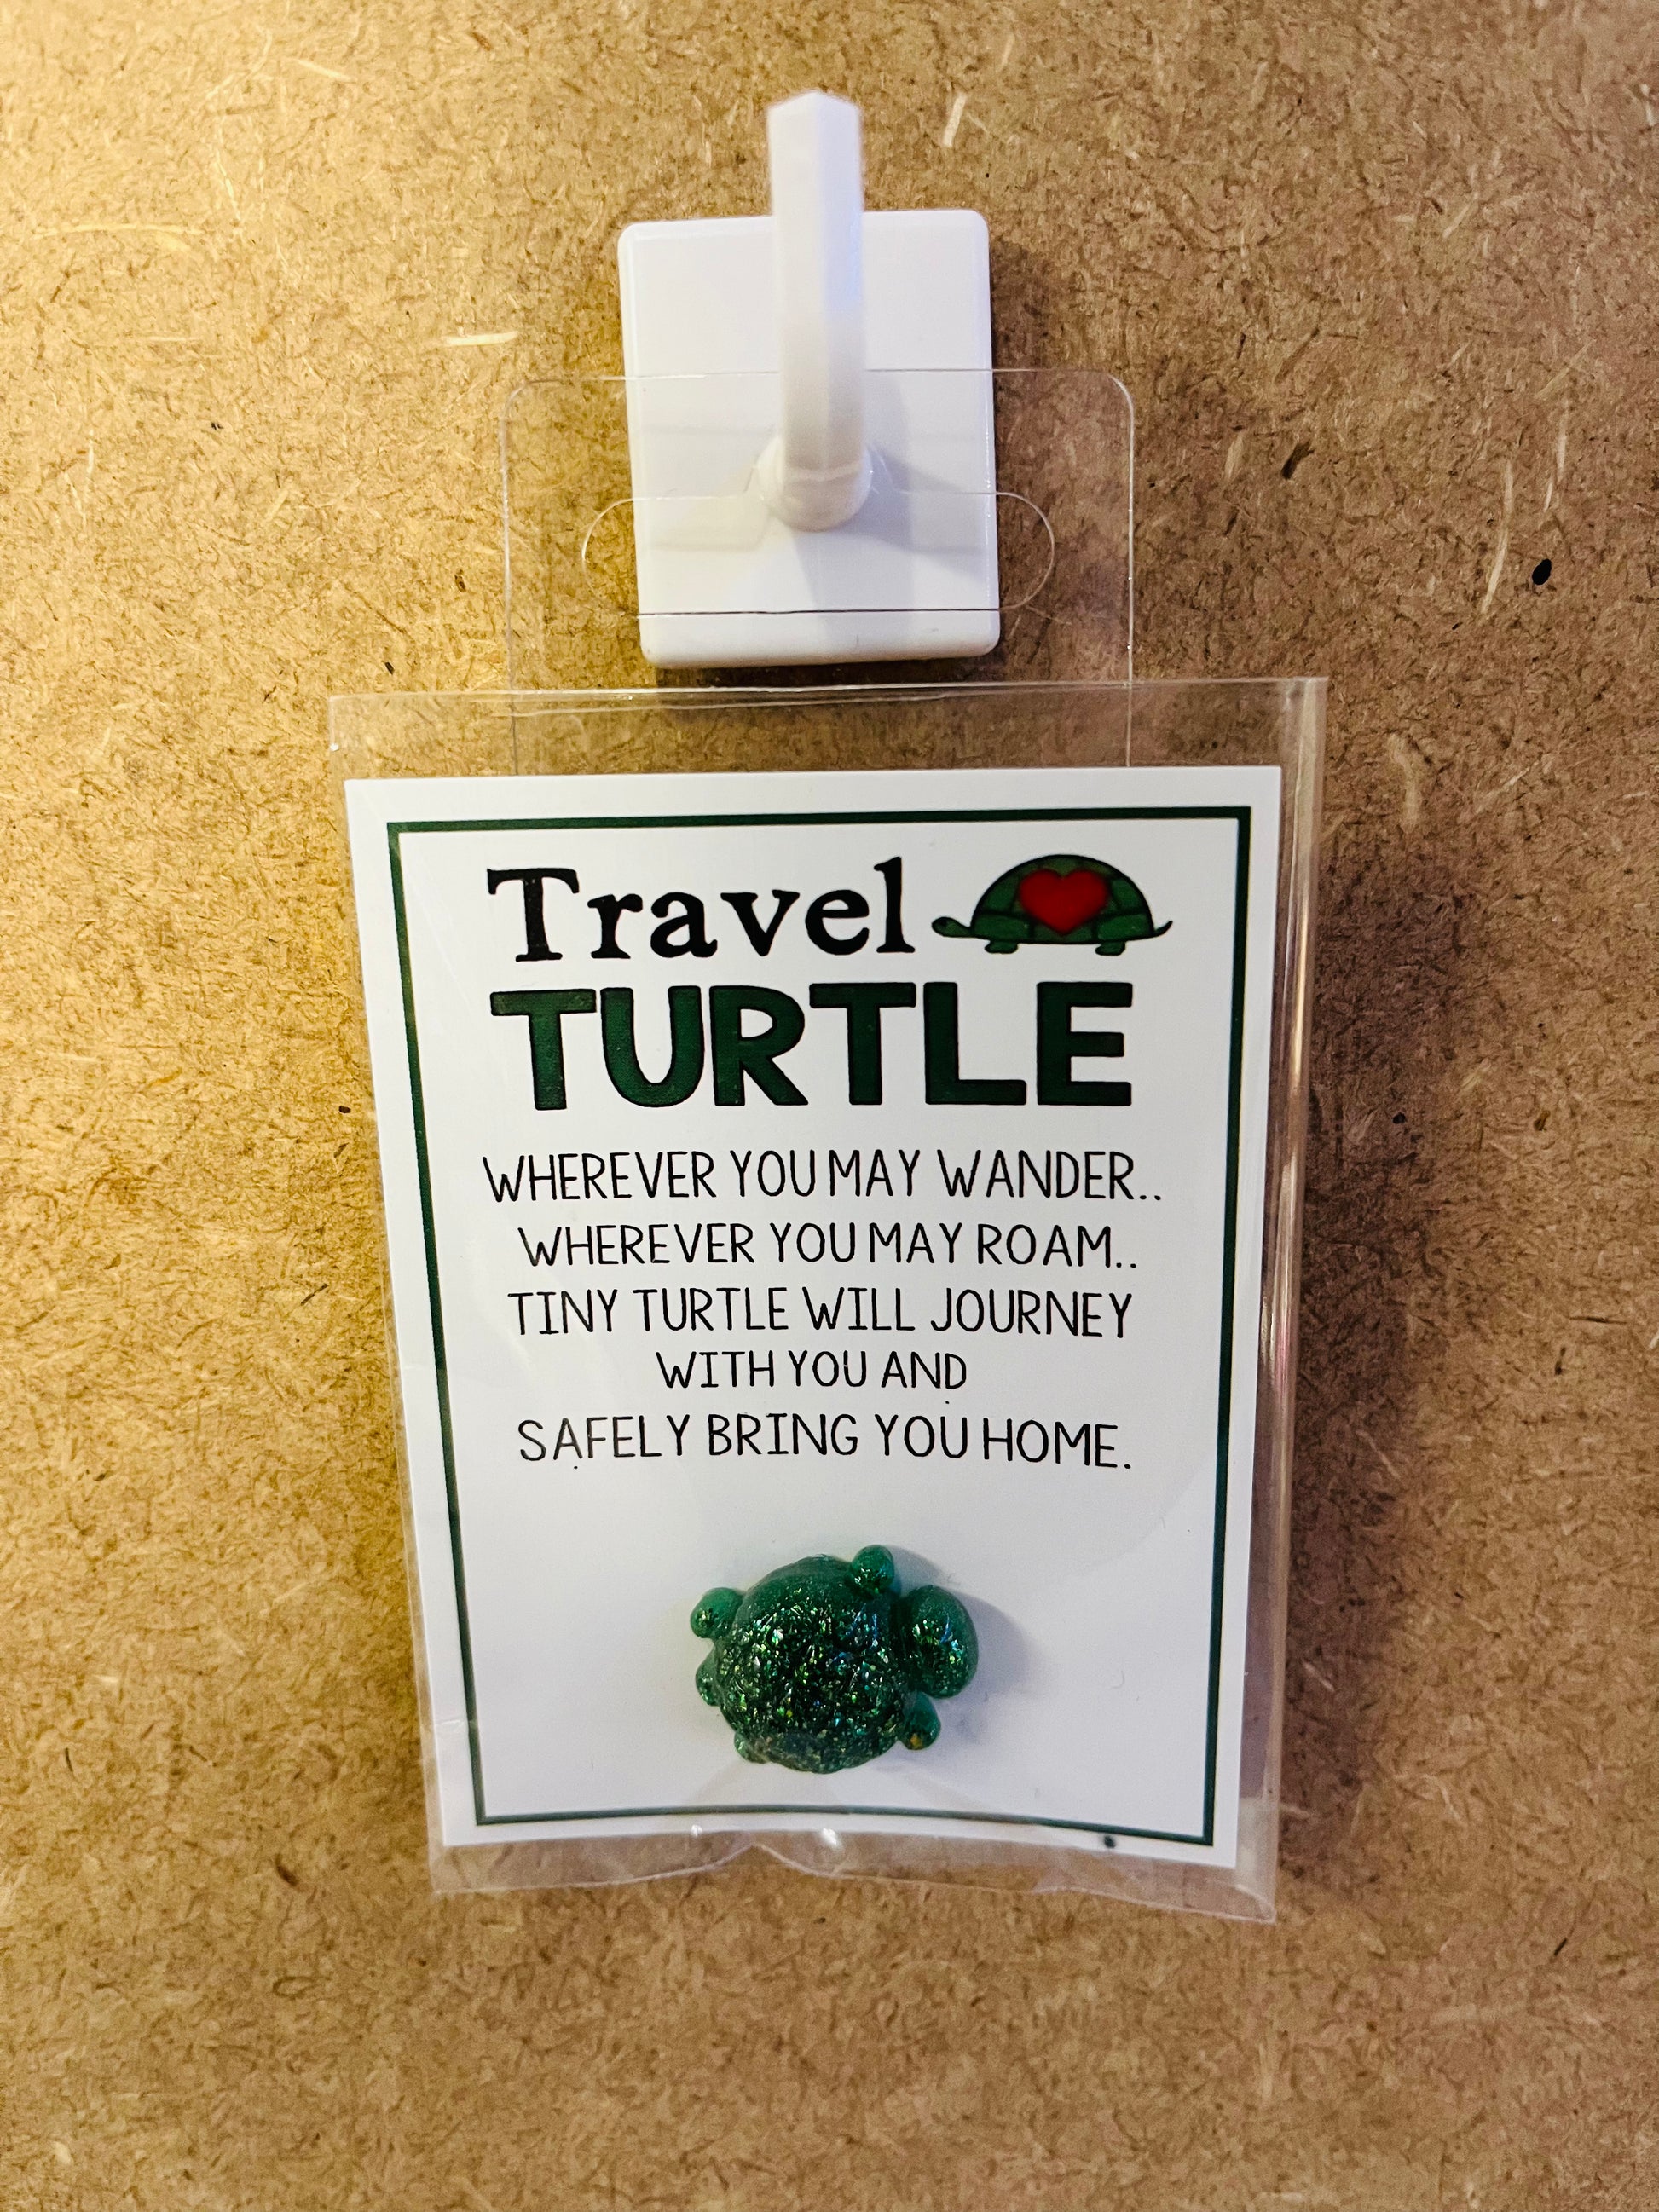 Travel
TURTLE
WHEREVER YOU MAY WANDER..
WHEREVER YOU MAY ROAM..
TINY TURTLE WILL JOURNEY
WITH YOU AND
SAFELY BRING YOU HOME.